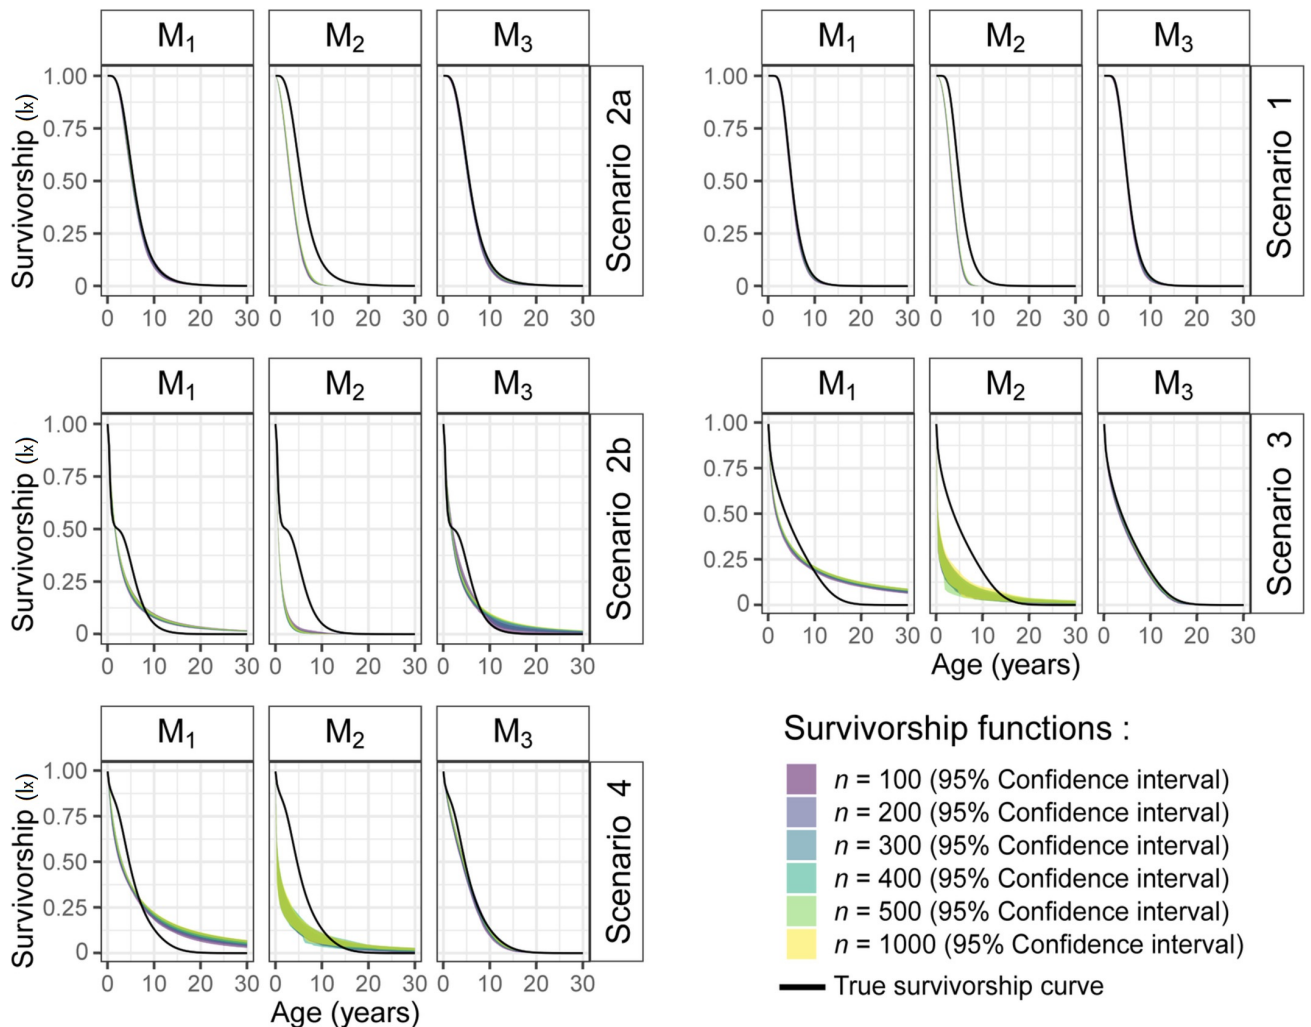 M₁ M₂ M₃
Survivorship (lx)
1.00
0.75
0.50
0.25
0
0 10 20 30 0 10 20 30 0 10 20 30
Scenario 2a
M₁ M₂ M₃
1.00
0.75
0.50
0.25
0
0 10 20 30 0 10 20 30 0 10 20 30
Scenario 1
M₁ M₂ M₃
Survivorship (lx)
1.00
0.75
0.50
0.25
0
0 10 20 30 0 10 20 30 0 10 20 30
Scenario 2b
M₁ M₂ M₃
1.00
0.75
0.50
0.25
0
0 10 20 30 0 10 20 30 0 10 20 30
Scenario 3
Age (years)
M₁ M₂ M₃
Survivorship (lx)
1.00
0.75
0.50
0.25
0
0 10 20 30 0 10 20 30 0 10 20 30
Scenario 4
Age (years)
Survivorship functions :
n = 100 (95% Confidence interval)
n = 200 (95% Confidence interval)
n = 300 (95% Confidence interval)
n = 400 (95% Confidence interval)
n = 500 (95% Confidence interval)
n = 1000 (95% Confidence interval)
True survivorship curve